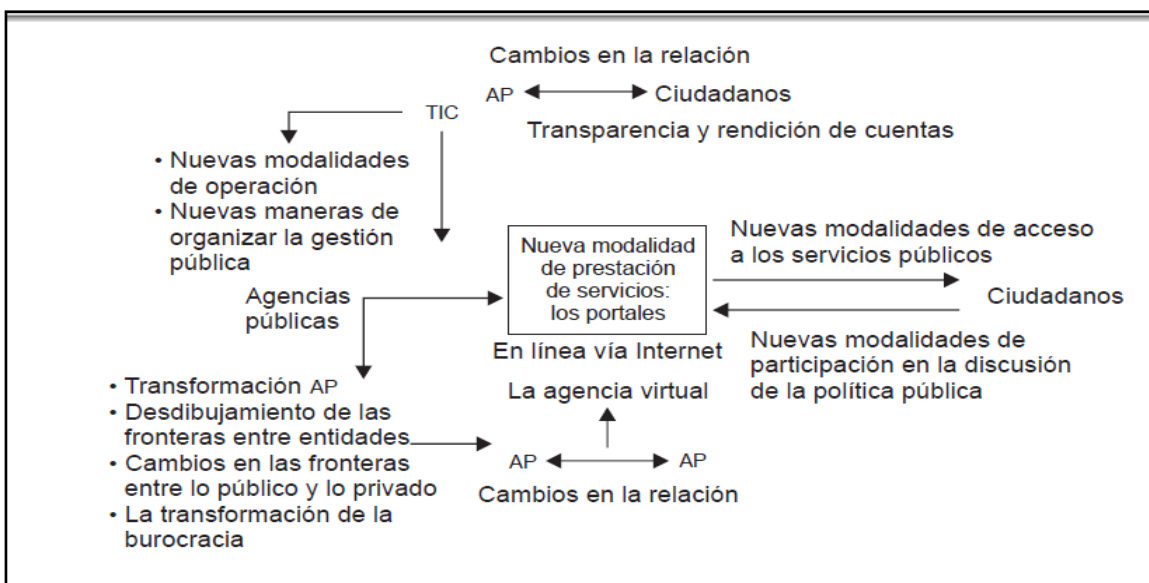 Cambios en la relación
AP Ciudadanos
TIC
Transparencia y rendición de cuentas
• Nuevas modalidades
de operación
• Nuevas maneras de
organizar la gestión
pública
Nueva modalidad
de prestación
de servicios:
los portales
Nuevas modalidades de acceso
a los servicios públicos
Agencias
públicas
Ciudadanos
En línea vía Internet
Nuevas modalidades de
participación en la discusión
de la política pública
La agencia virtual
• Transformación AP
• Desdibujamiento de las
fronteras entre entidades
• Cambios en las fronteras
entre lo público y lo privado
• La transformación de la
burocracia
AP AP
Cambios en la relación